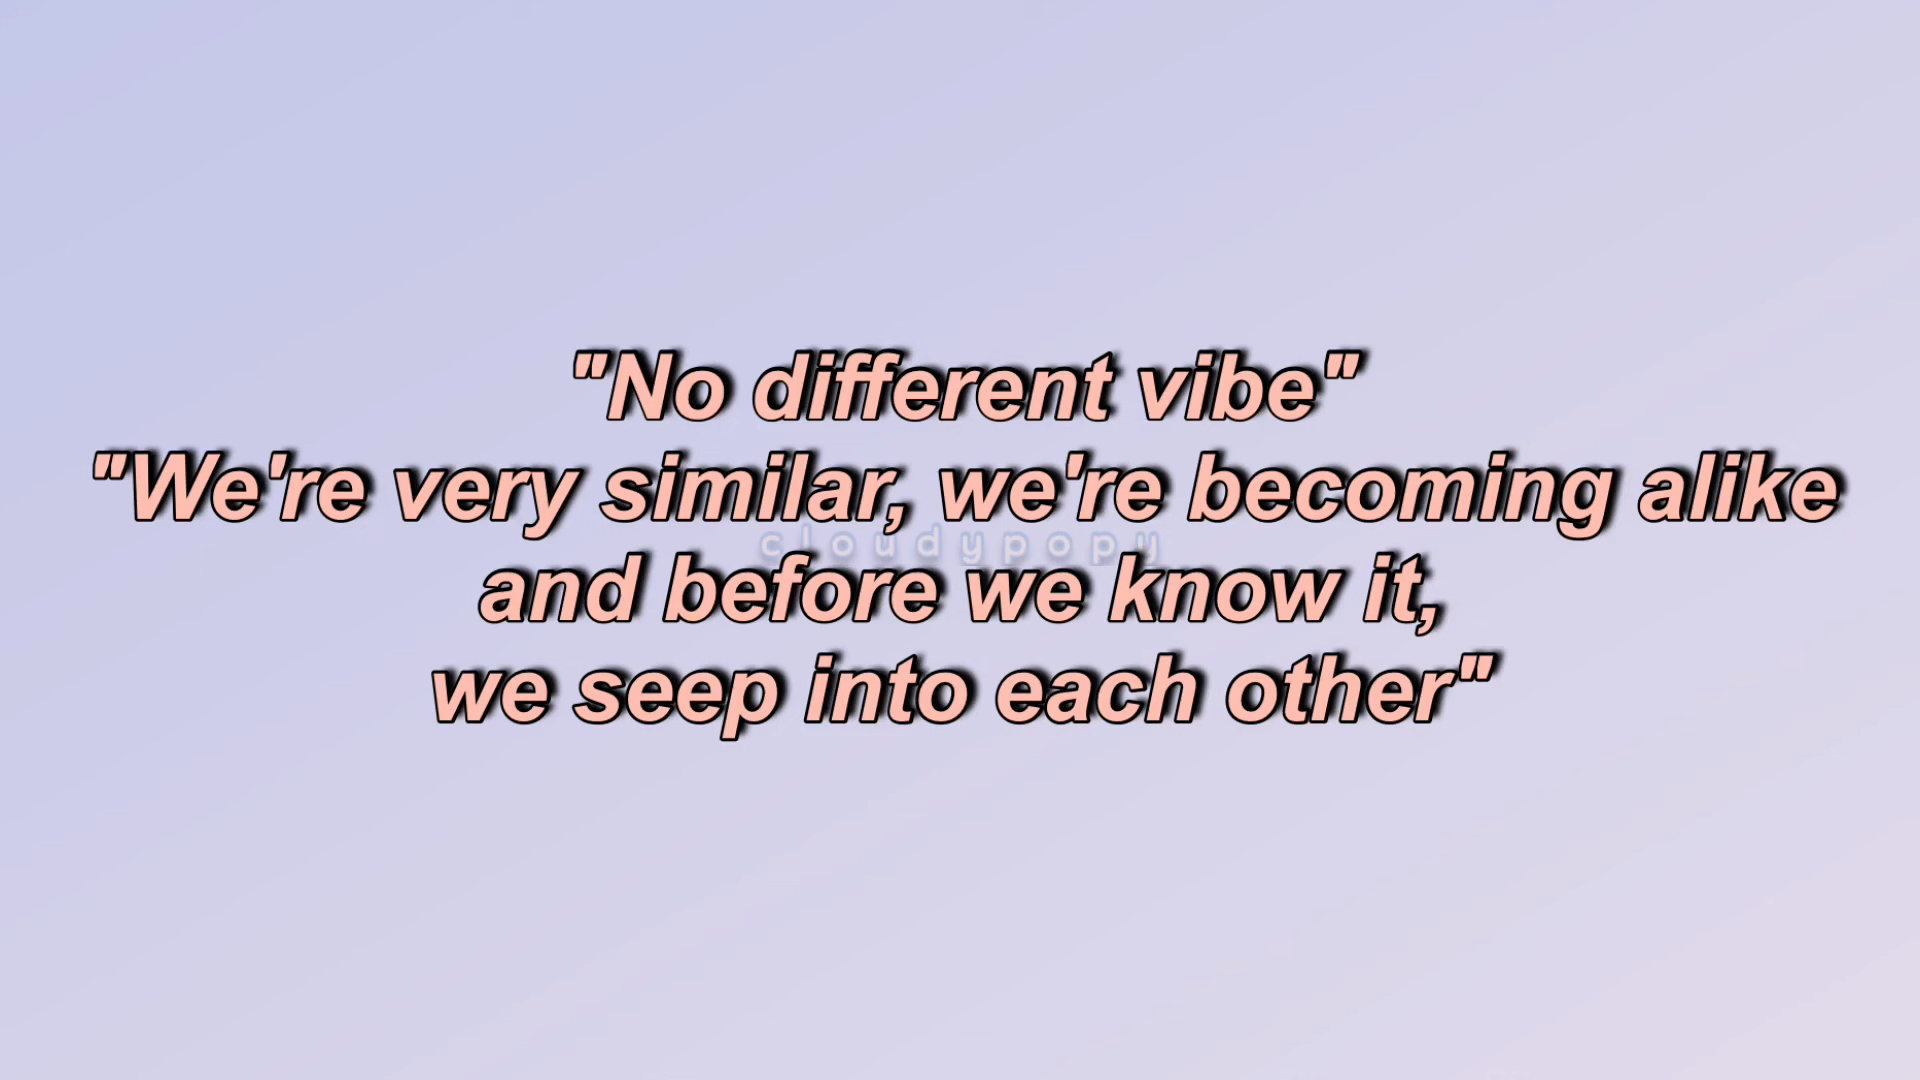 "No different vibe"
"We're very similar, we're becoming alike
cloudypopy
and before we know it,
we seep into each other"